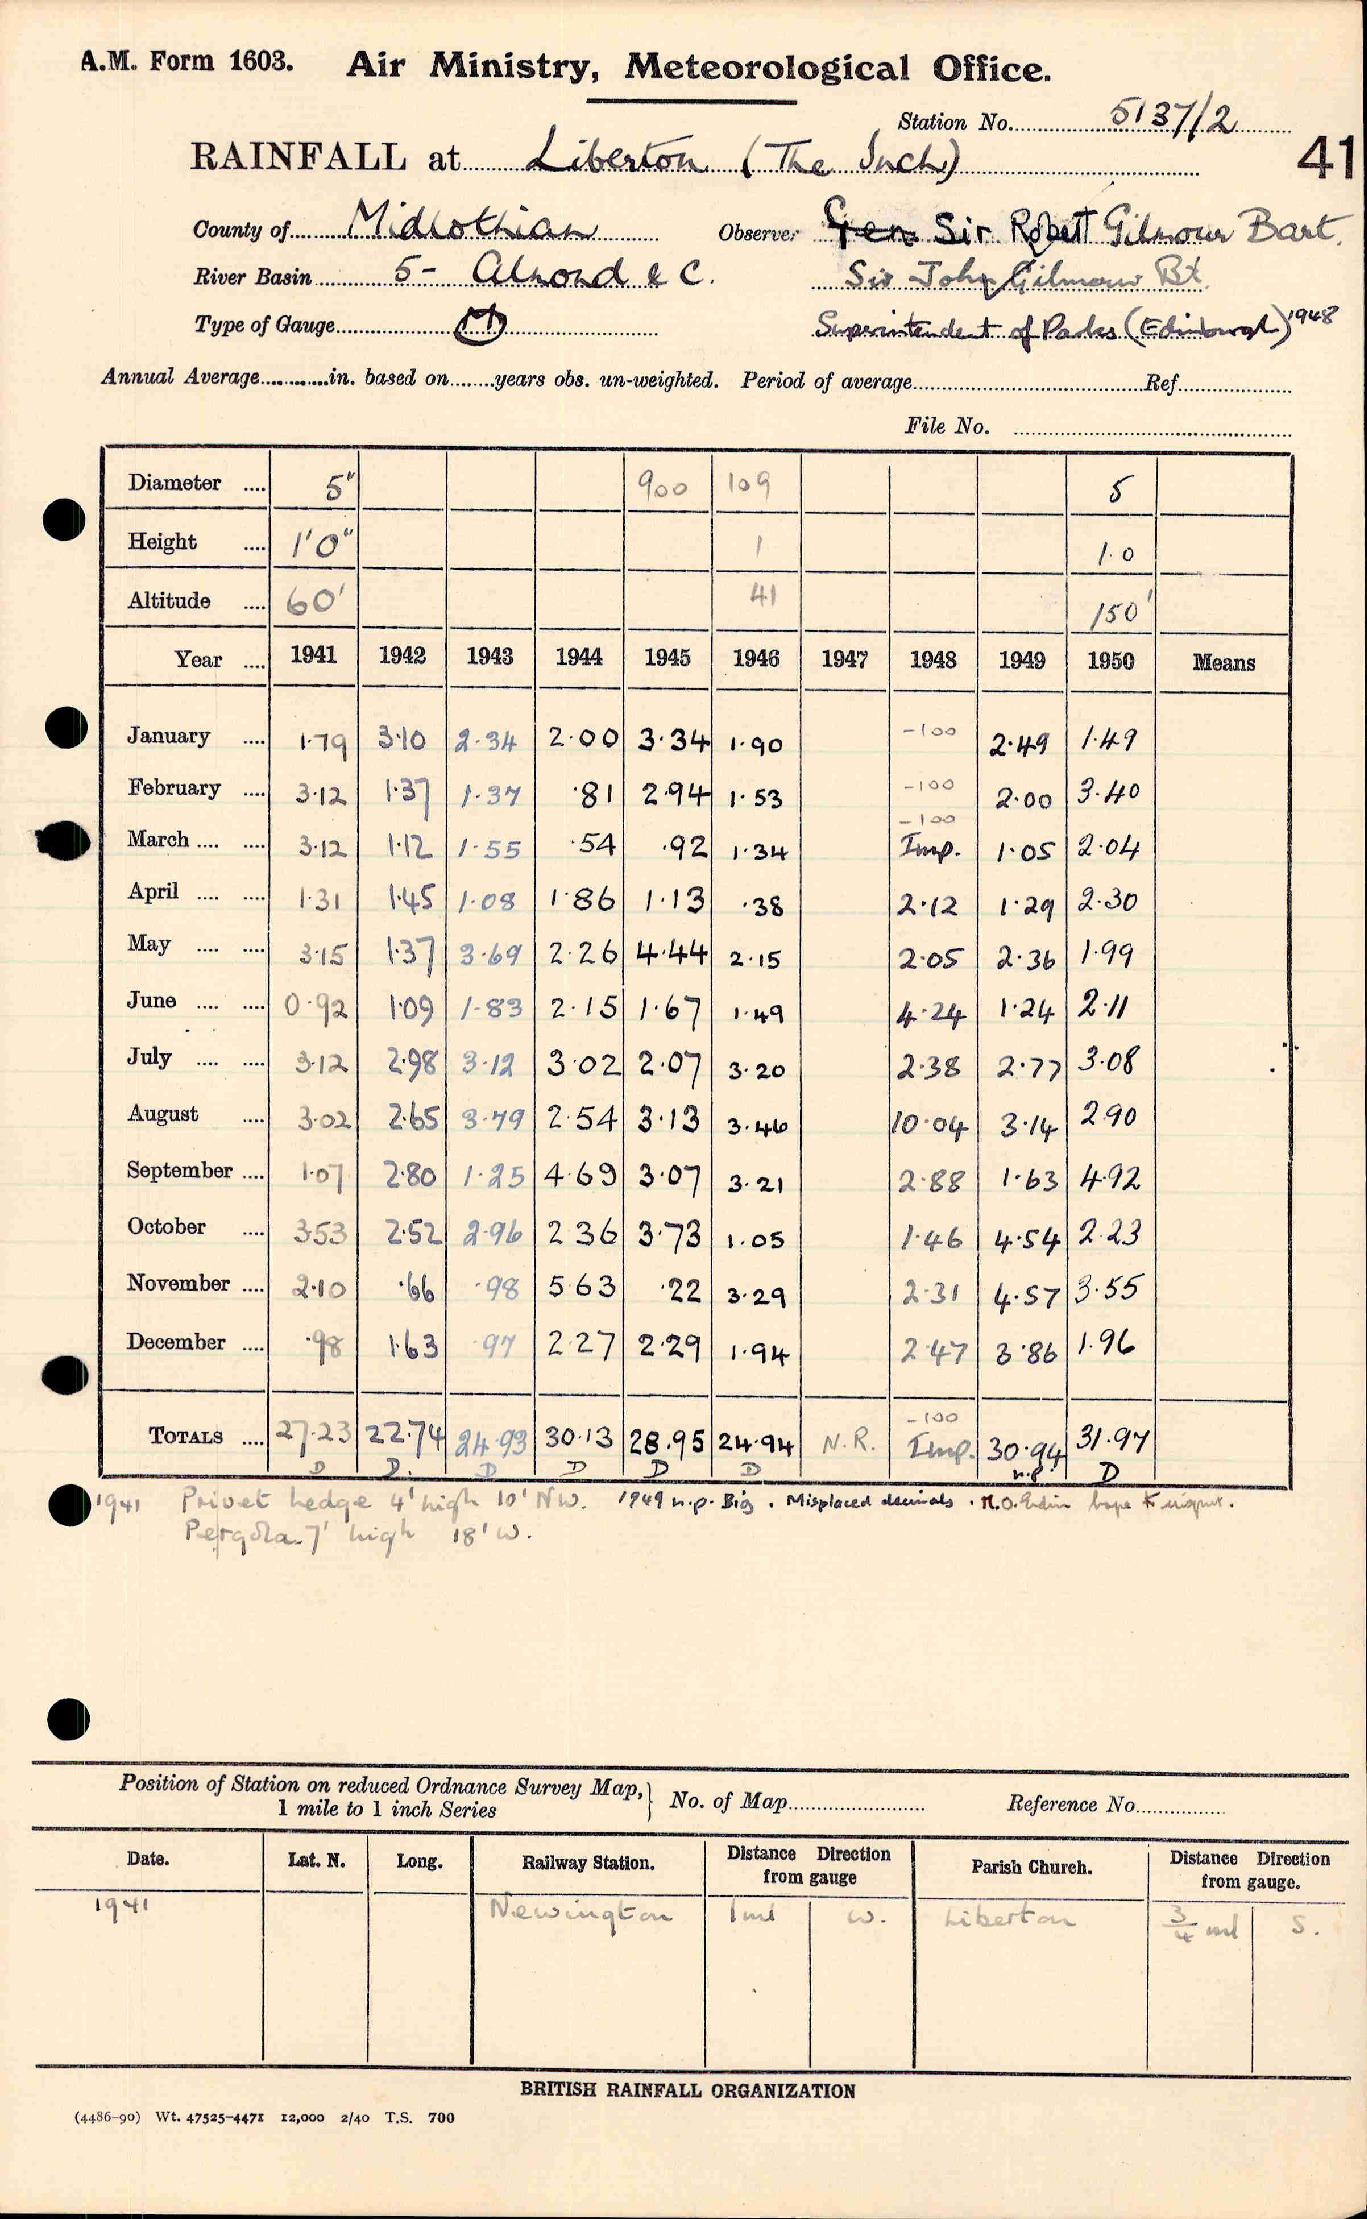 A.M. Form 1603. Air Ministry, Meteorological Office.
Station No. 5137/2
RAINFALL at Liberton (The Inch) 41
County of Midlothian Observer Gen Sir Robert Gilmour Bart.
River Basin 5 - Almond & C. Sir John Gilmour Bt.
Type of Gauge M Superintendent of Parks (Edinburgh) 1948
Annual Average in. based on years obs. un-weighted. Period of average Ref
File No.
Diameter 5" 900 109 5
Height 1'0" 1 1.0
Altitude 60' 41 150'
Year 1941 1942 1943 1944 1945 1946 1947 1948 1949 1950 Means
January 1.79 3.10 2.34 2.00 3.34 1.90 -100 2.49 1.49
February 3.12 1.37 1.37 .81 2.94 1.53 -100 2.00 3.40
March 3.12 1.12 1.55 .54 .92 1.34 -100 Imp. 1.05 2.04
April 1.31 1.45 1.08 1.86 1.13 .38 2.12 1.29 2.30
May 3.15 1.37 3.69 2.26 4.44 2.15 2.05 2.36 1.99
June 0.92 1.09 1.83 2.15 1.67 1.49 4.24 1.24 2.11
July 3.12 2.98 3.12 3.02 2.07 3.20 2.38 2.77 3.08
August 3.02 2.65 3.79 2.54 3.13 3.46 10.04 3.14 2.90
September 1.07 2.80 1.25 4.69 3.07 3.21 2.88 1.63 4.92
October 3.53 2.52 2.96 2.36 3.73 1.05 1.46 4.54 2.23
November 2.10 .66 .98 5.63 .22 3.29 2.31 4.57 3.55
December .98 1.63 .97 2.27 2.29 1.94 2.47 3.86 1.96
TOTALS 27.23 22.74 24.93 30.13 28.95 24.94 N.R. -100 Imp. 30.94 31.97
D D. D D D D n.p. D
1941 Privet hedge 4' high 10' NW. 1949 n.p. Big. Misplaced decimals. M.O. Edin hope to
Pergola 7' high 18' W.
Position of Station on reduced Ordnance Survey Map, No. of Map Reference No.
1 mile to 1 inch Series
Date. Lat. N. Long. Railway Station. Distance Direction from gauge Parish Church. Distance Direction from gauge.
1941 Newington 1 ml W. Liberton 3/4 ml S.
BRITISH RAINFALL ORGANIZATION
(4486-90) Wt. 47525-4471 12,000 2/40 T.S. 700